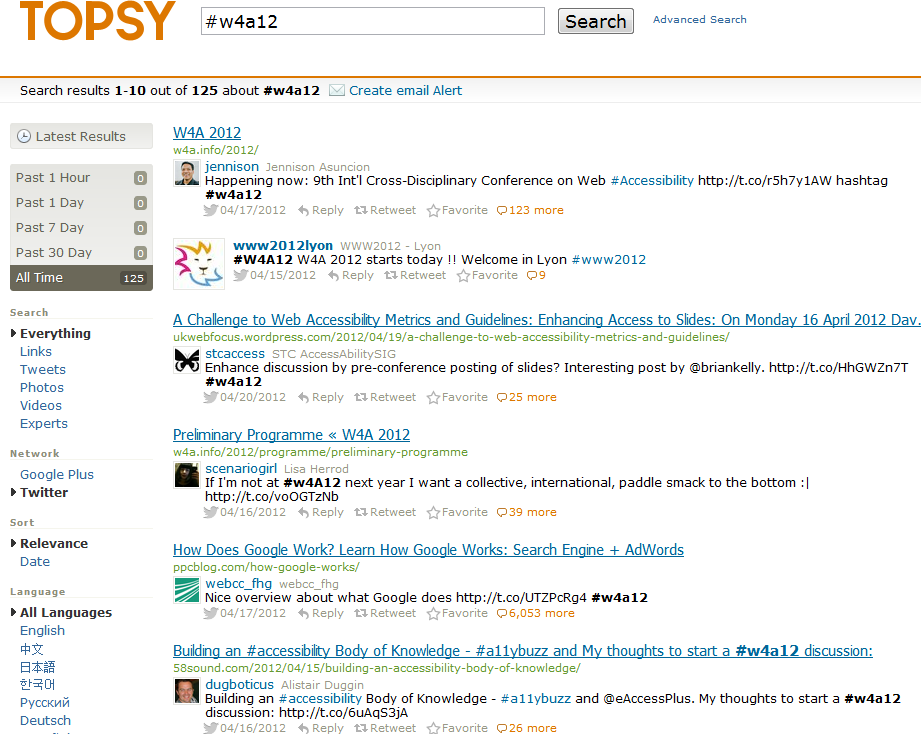 TOPSY
#w4a12
Search
Advanced Search
Search results 1-10 out of 125 about #w4a12 Create email Alert
Latest Results
Past 1 Hour 0
Past 1 Day 0
Past 7 Day 0
Past 30 Day 0
All Time 125
Search
Everything
Links
Tweets
Photos
Videos
Experts
Network
Google Plus
Twitter
Sort
Relevance
Date
Language
All Languages
English
中文
日本語
한국어
Русский
Deutsch
W4A 2012
w4a.info/2012/
jennison Jennison Asuncion
Happening now: 9th Int'l Cross-Disciplinary Conference on Web #Accessibility http://t.co/r5h7y1AW hashtag
#w4a12
04/17/2012 Reply Retweet Favorite 123 more
www2012lyon WWW2012 - Lyon
#W4A12 W4A 2012 starts today !! Welcome in Lyon #www2012
04/15/2012 Reply Retweet Favorite 9
A Challenge to Web Accessibility Metrics and Guidelines: Enhancing Access to Slides: On Monday 16 April 2012 Dav.
ukwebfocus.wordpress.com/2012/04/19/a-challenge-to-web-accessibility-metrics-and-guidelines/
stcaccess STC AccessAbilitySIG
Enhance discussion by pre-conference posting of slides? Interesting post by @briankelly. http://t.co/HhGWZn7T
#w4a12
04/20/2012 Reply Retweet Favorite 25 more
Preliminary Programme « W4A 2012
w4a.info/2012/programme/preliminary-programme
scenariogirl Lisa Herrod
If I'm not at #w4A12 next year I want a collective, international, paddle smack to the bottom :|
http://t.co/voOGTzNb
04/16/2012 Reply Retweet Favorite 39 more
How Does Google Work? Learn How Google Works: Search Engine + AdWords
ppcblog.com/how-google-works/
webcc_fhg webcc_fhg
Nice overview about what Google does http://t.co/UTZPcRg4 #w4a12
04/17/2012 Reply Retweet Favorite 6,053 more
Building an #accessibility Body of Knowledge - #a11ybuzz and My thoughts to start a #w4a12 discussion:
58sound.com/2012/04/15/building-an-accessibility-body-of-knowledge/
dugboticus Alistair Duggin
Building an #accessibility Body of Knowledge - #a11ybuzz and @eAccessPlus. My thoughts to start a #w4a12
discussion: http://t.co/6uAqS3jA
04/16/2012 Reply Retweet Favorite 26 more